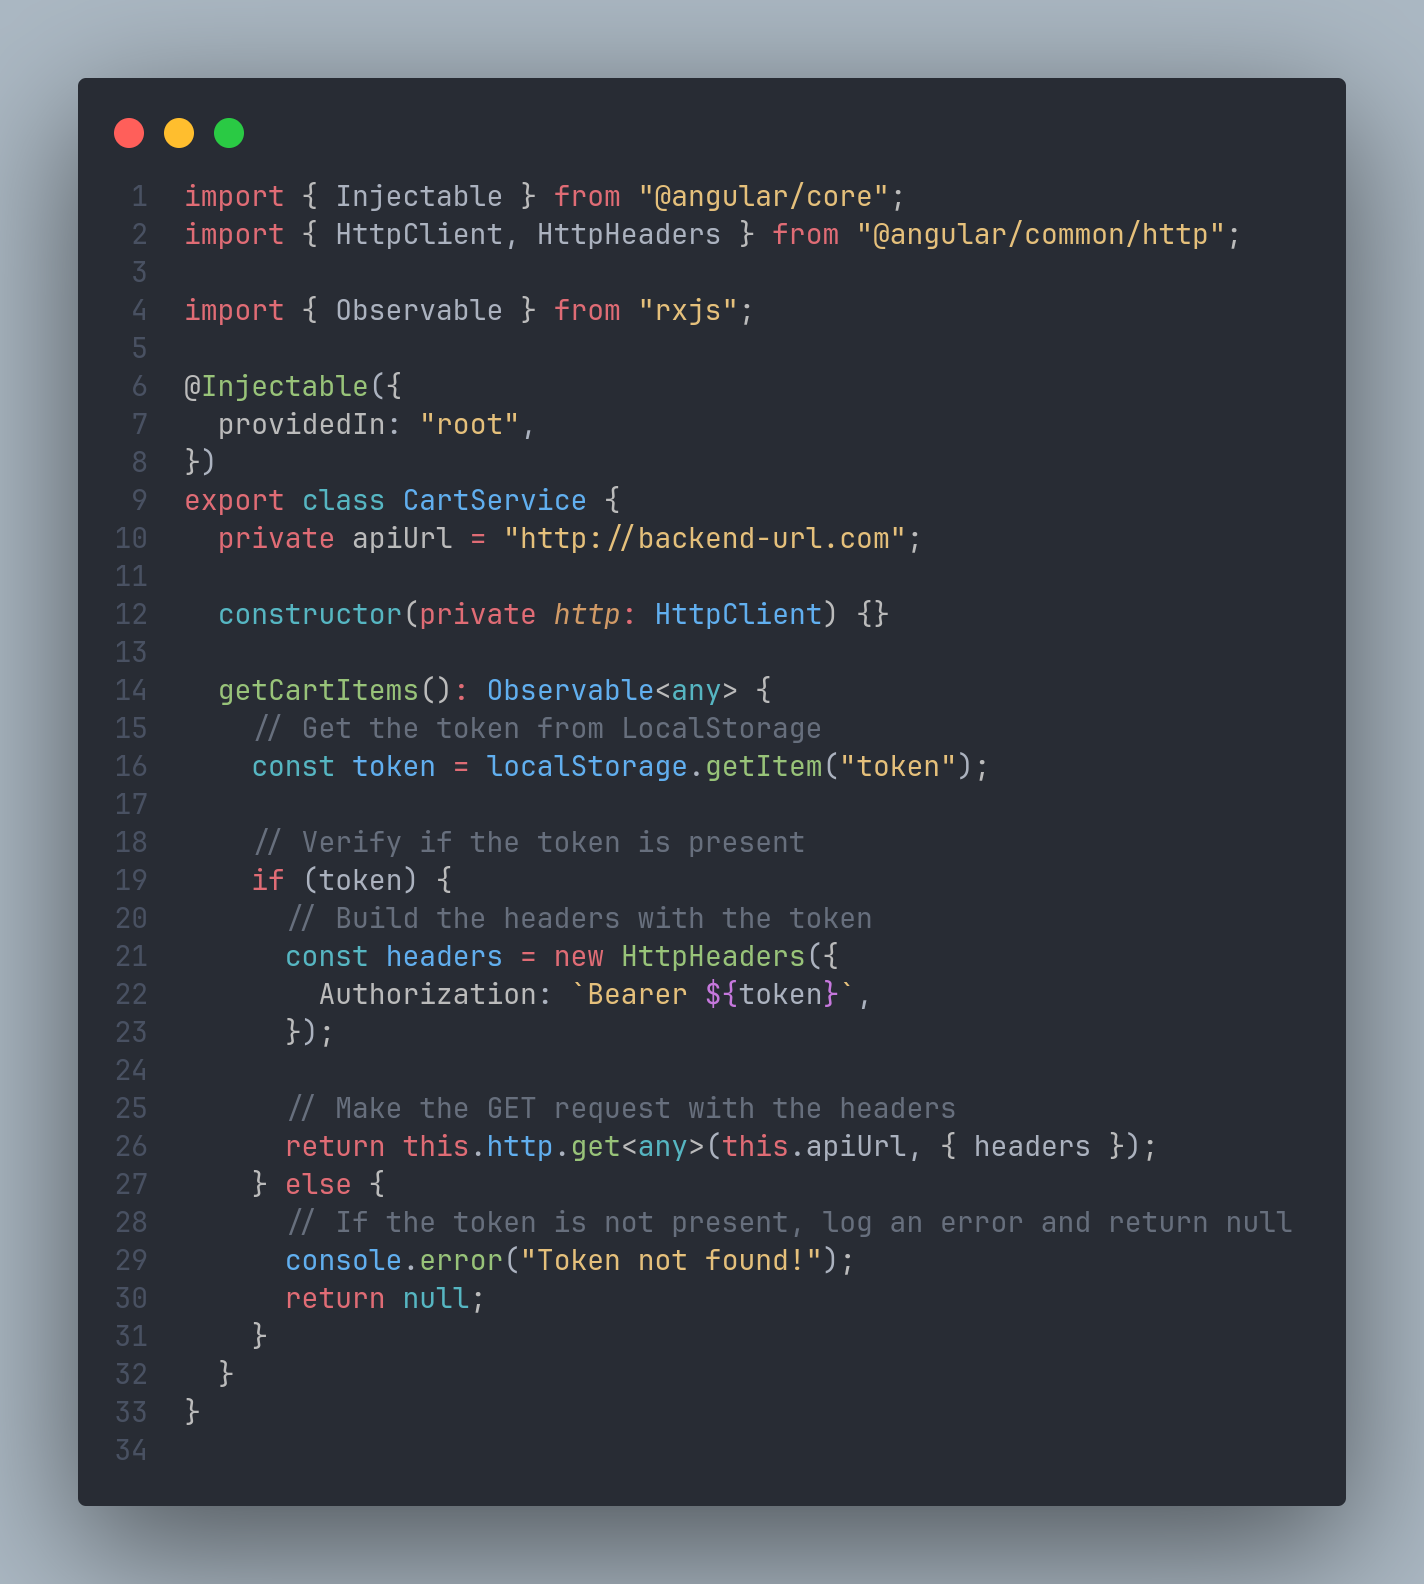 1 import { Injectable } from "@angular/core";
2 import { HttpClient, HttpHeaders } from "@angular/common/http";
3
4 import { Observable } from "rxjs";
5
6 @Injectable({
7   providedIn: "root",
8 })
9 export class CartService {
10   private apiUrl = "http://backend-url.com";
11
12   constructor(private http: HttpClient) {}
13
14   getCartItems(): Observable<any> {
15     // Get the token from LocalStorage
16     const token = localStorage.getItem("token");
17
18     // Verify if the token is present
19     if (token) {
20       // Build the headers with the token
21       const headers = new HttpHeaders({
22         Authorization: `Bearer ${token}`,
23       });
24
25       // Make the GET request with the headers
26       return this.http.get<any>(this.apiUrl, { headers });
27     } else {
28       // If the token is not present, log an error and return null
29       console.error("Token not found!");
30       return null;
31     }
32   }
33 }
34